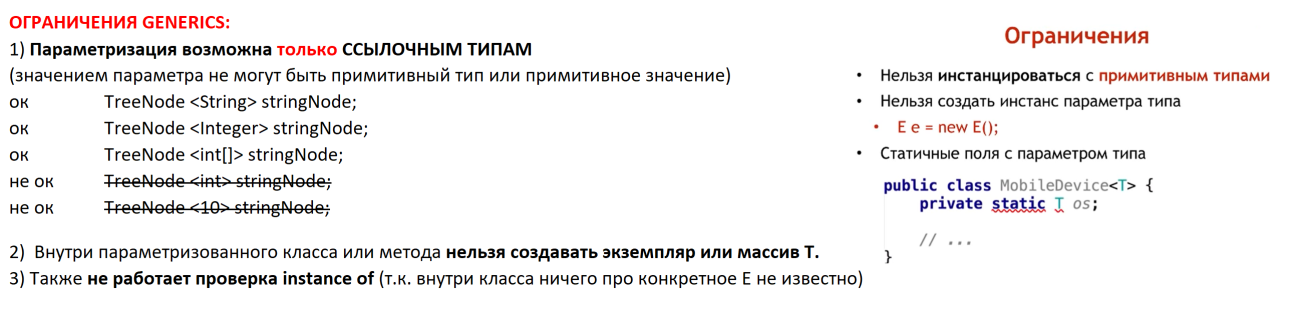 ОГРАНИЧЕНИЯ GENERICS:
1) Параметризация возможна только ССЫЛОЧНЫМ ТИПАМ
(значением параметра не могут быть примитивный тип или примитивное значение)
ок TreeNode <String> stringNode;
ок TreeNode <Integer> stringNode;
ок TreeNode <int[]> stringNode;
не ок TreeNode <int> stringNode;
не ок TreeNode <10> stringNode;
2) Внутри параметризованного класса или метода нельзя создавать экземпляр или массив T.
3) Также не работает проверка instance of (т.к. внутри класса ничего про конкретное E не известно)
Ограничения
• Нельзя инстанцироваться с примитивным типами
• Нельзя создать инстанс параметра типа
• E e = new E();
• Статичные поля с параметром типа
public class MobileDevice<T> {
private static T os;
// ...
}